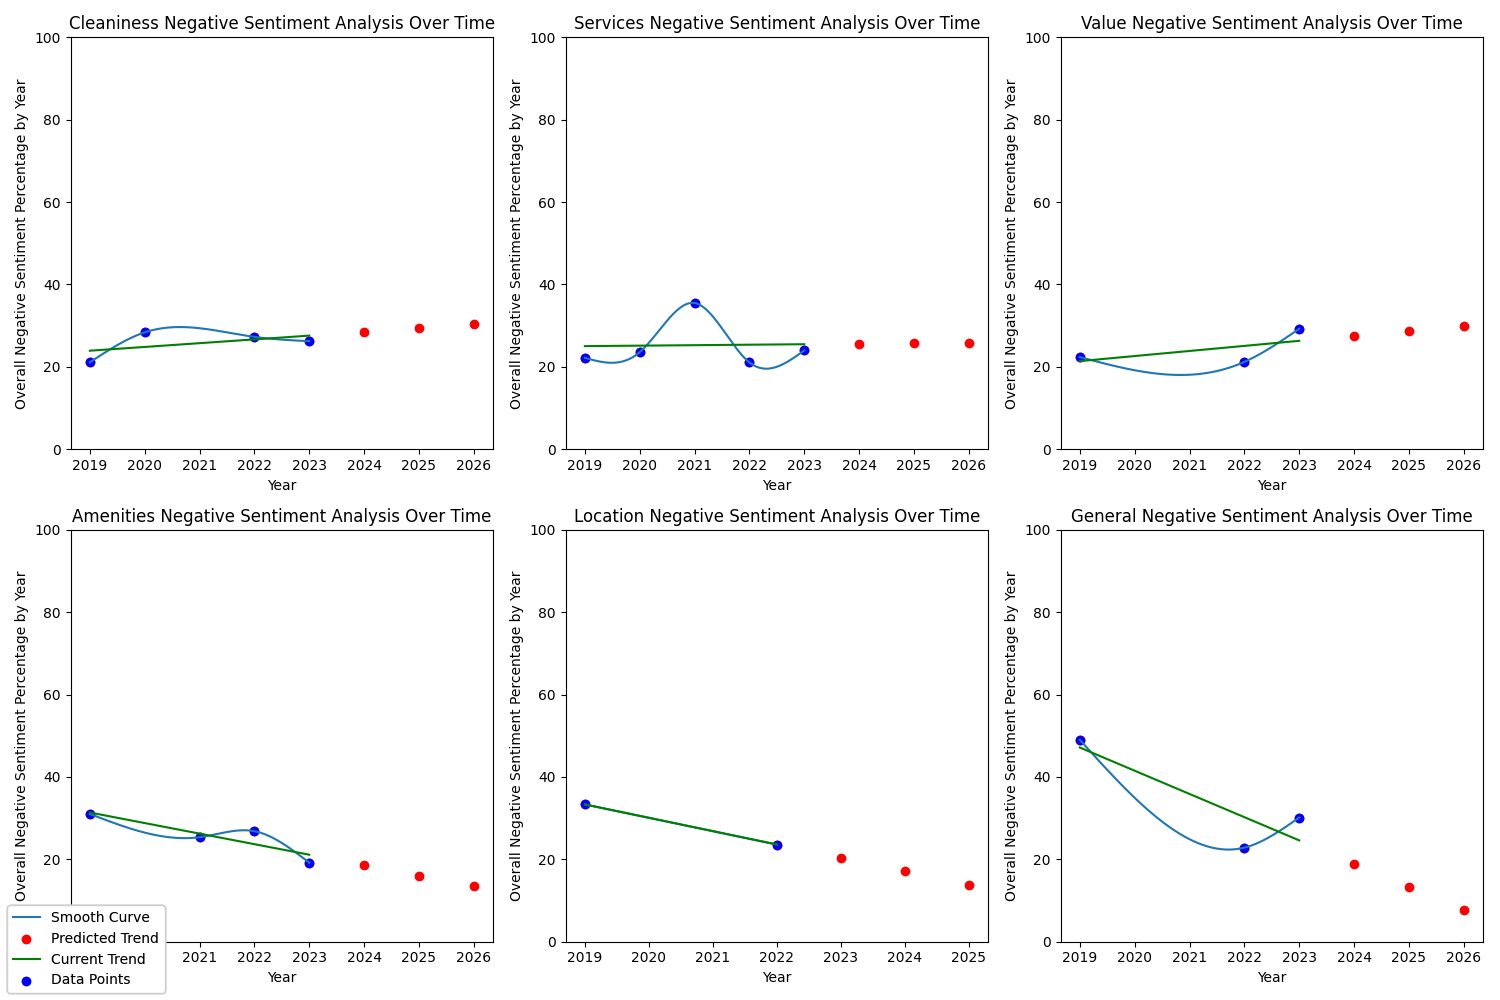 Cleaniness Negative Sentiment Analysis Over Time
Overall Negative Sentiment Percentage by Year
100
80
60
40
20
0
2019 2020 2021 2022 2023 2024 2025 2026
Year
Services Negative Sentiment Analysis Over Time
Overall Negative Sentiment Percentage by Year
100
80
60
40
20
0
2019 2020 2021 2022 2023 2024 2025 2026
Year
Value Negative Sentiment Analysis Over Time
Overall Negative Sentiment Percentage by Year
100
80
60
40
20
0
2019 2020 2021 2022 2023 2024 2025 2026
Year
Amenities Negative Sentiment Analysis Over Time
Overall Negative Sentiment Percentage by Year
100
80
60
40
20
2021 2022 2023 2024 2025 2026
Year
Smooth Curve
Predicted Trend
Current Trend
Data Points
Location Negative Sentiment Analysis Over Time
Overall Negative Sentiment Percentage by Year
100
80
60
40
20
0
2019 2020 2021 2022 2023 2024 2025
Year
General Negative Sentiment Analysis Over Time
Overall Negative Sentiment Percentage by Year
100
80
60
40
20
0
2019 2020 2021 2022 2023 2024 2025 2026
Year